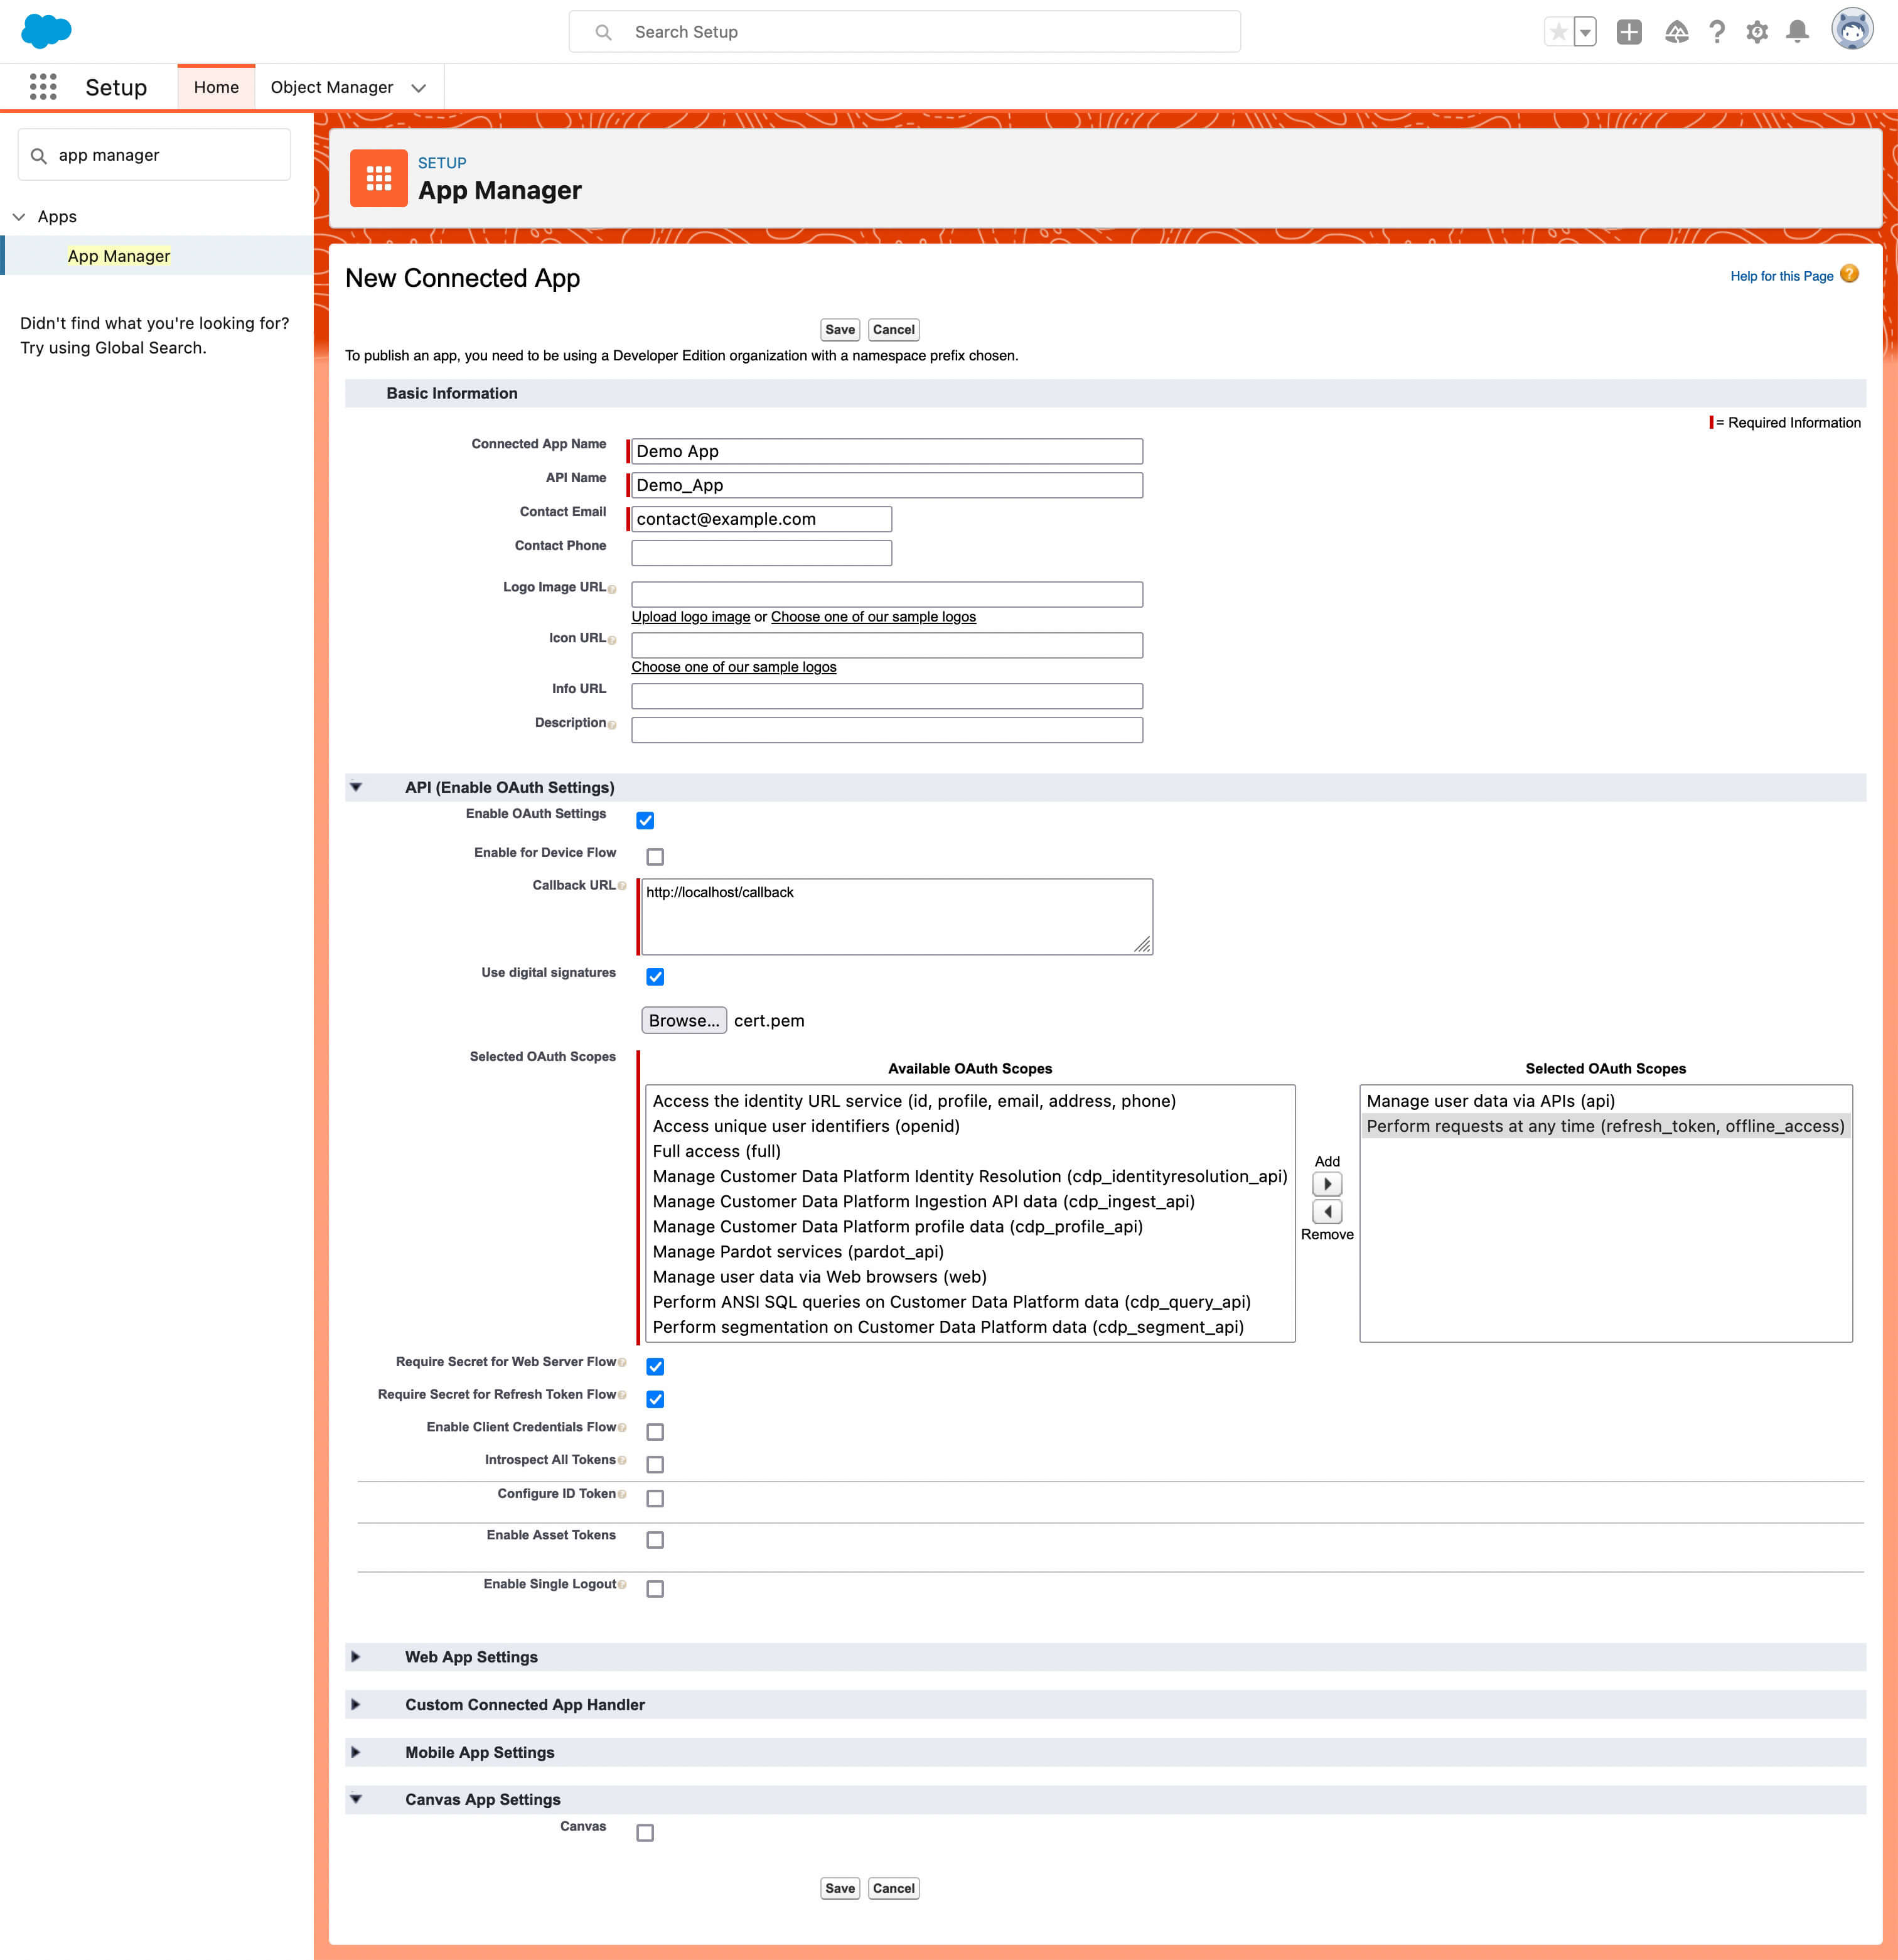 Search Setup
Setup
Home
Object Manager
app manager
Apps
App Manager
Didn't find what you're looking for?
Try using Global Search.
SETUP
App Manager
New Connected App
Help for this Page
Save Cancel
To publish an app, you need to be using a Developer Edition organization with a namespace prefix chosen.
Basic Information
= Required Information
Connected App Name Demo App
API Name Demo_App
Contact Email contact@example.com
Contact Phone
Logo Image URL
Upload logo image or Choose one of our sample logos
Icon URL
Choose one of our sample logos
Info URL
Description
API (Enable OAuth Settings)
Enable OAuth Settings
Enable for Device Flow
Callback URL http://localhost/callback
Use digital signatures
Browse... cert.pem
Selected OAuth Scopes
Available OAuth Scopes
Access the identity URL service (id, profile, email, address, phone)
Access unique user identifiers (openid)
Full access (full)
Manage Customer Data Platform Identity Resolution (cdp_identityresolution_api)
Manage Customer Data Platform Ingestion API data (cdp_ingest_api)
Manage Customer Data Platform profile data (cdp_profile_api)
Manage Pardot services (pardot_api)
Manage user data via Web browsers (web)
Perform ANSI SQL queries on Customer Data Platform data (cdp_query_api)
Perform segmentation on Customer Data Platform data (cdp_segment_api)
Add
Remove
Selected OAuth Scopes
Manage user data via APIs (api)
Perform requests at any time (refresh_token, offline_access)
Require Secret for Web Server Flow
Require Secret for Refresh Token Flow
Enable Client Credentials Flow
Introspect All Tokens
Configure ID Token
Enable Asset Tokens
Enable Single Logout
Web App Settings
Custom Connected App Handler
Mobile App Settings
Canvas App Settings
Canvas
Save Cancel